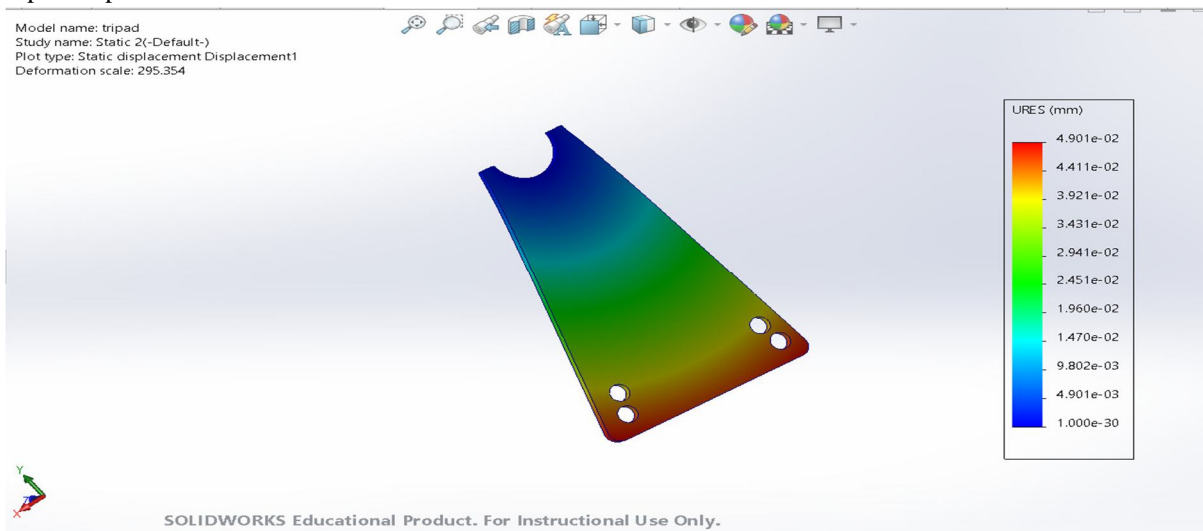 Model name: tripad
Study name: Static 2(-Default-)
Plot type: Static displacement Displacement1
Deformation scale: 295.354
URES (mm)
4.901e-02
4.411e-02
3.921e-02
3.431e-02
2.941e-02
2.451e-02
1.960e-02
1.470e-02
9.802e-03
4.901e-03
1.000e-30
Y
Z
X
SOLIDWORKS Educational Product. For Instructional Use Only.